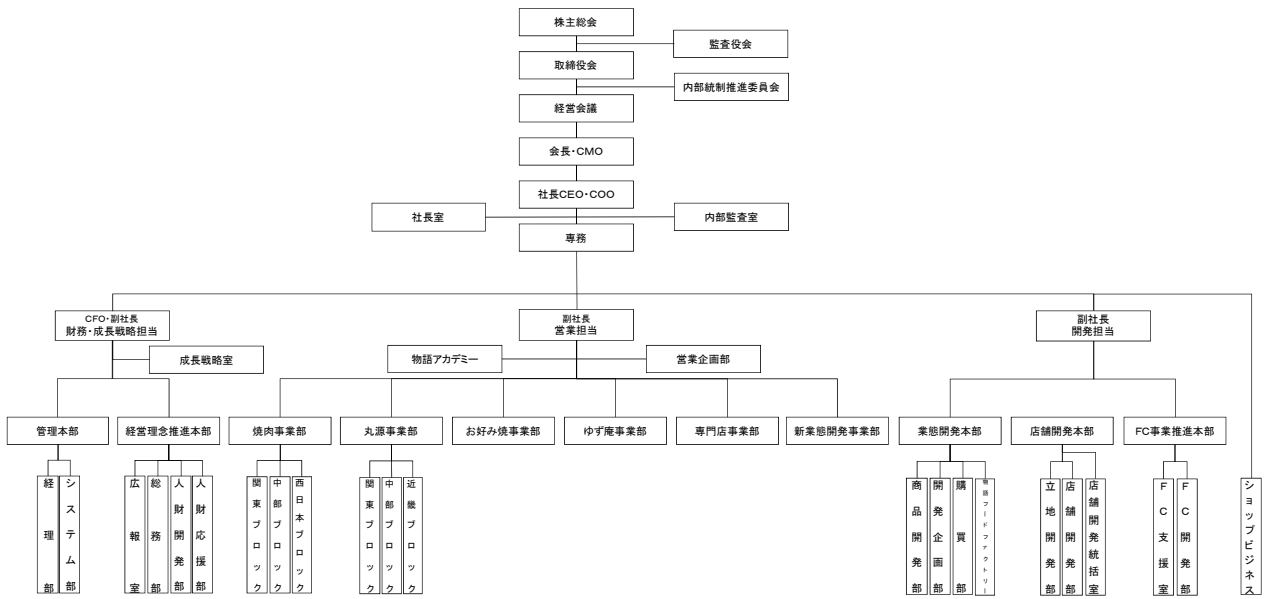 株主総会
監査役会
取締役会
内部統制推進委員会
経営会議
会長・CMO
社長CEO・COO
社長室
内部監査室
専務
CFO・副社長
財務・成長戦略担当
副社長
営業担当
副社長
開発担当
成長戦略室
物語アカデミー
営業企画部
管理本部
経営理念推進本部
焼肉事業部
丸源事業部
お好み焼事業部
ゆず庵事業部
専門店事業部
新業態開発事業部
業態開発本部
店舗開発本部
FC事業推進本部
経理部
システム部
広報室
総務部
人財開発部
人財応援部
関東ブロック
中部ブロック
西日本ブロック
関東ブロック
中部ブロック
近畿ブロック
商品開発部
開発企画部
購買部
物語フードファクトリー
立地開発部
店舗開発部
店舗開発統括室
FC支援室
FC開発部
ショップビジネス